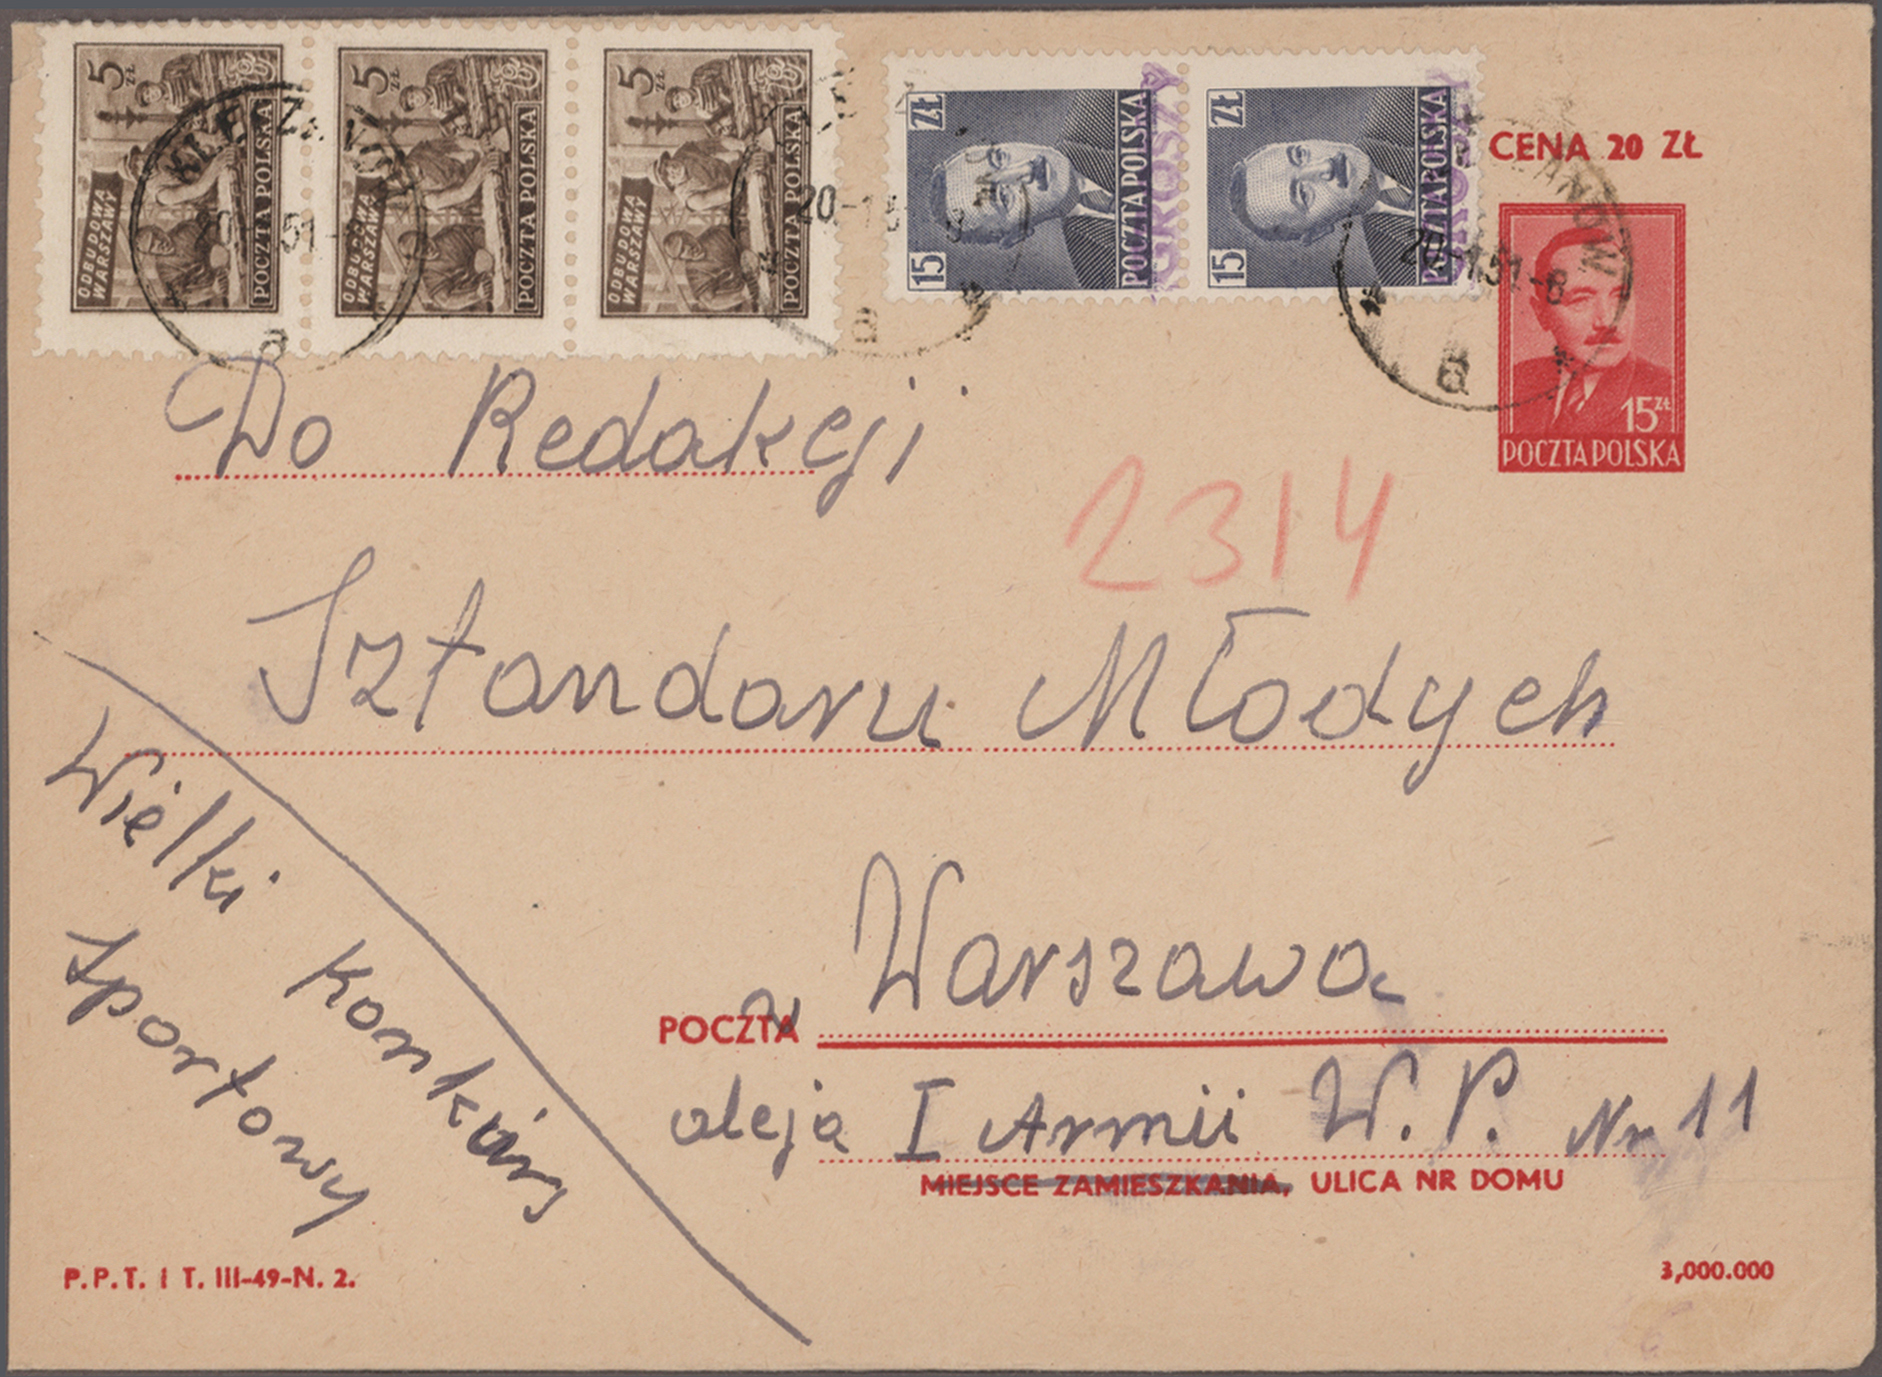 5 zł
ODBUDOWA
WARSZAWY
POCZTA POLSKA
5 zł
ODBUDOWA
WARSZAWY
POCZTA POLSKA
5 zł
ODBUDOWA
WARSZAWY
POCZTA POLSKA
15 ZŁ
POCZTA POLSKA
GROSZY
15 ZŁ
POCZTA POLSKA
CENA 20 ZŁ
15 zł
POCZTA POLSKA
a
a
a
Do Redakcji
2314
Sztandaru Młodych
Wielki Konkurs
Sportowy
w Warszawa
POCZTA
aleja I Armii W. P. Nr 11
MIEJSCE ZAMIESZKANIA, ULICA NR DOMU
P.P.T. I T. III-49-N. 2.
3,000.000